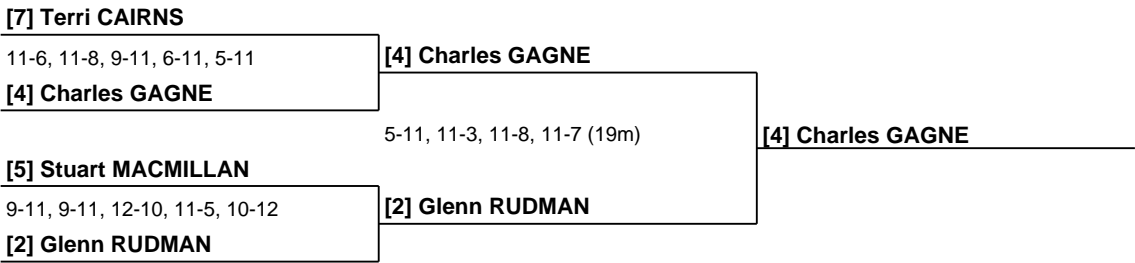 [7] Terri CAIRNS
11-6, 11-8, 9-11, 6-11, 5-11
[4] Charles GAGNE
[4] Charles GAGNE
5-11, 11-3, 11-8, 11-7 (19m)
[4] Charles GAGNE
[5] Stuart MACMILLAN
9-11, 9-11, 12-10, 11-5, 10-12
[2] Glenn RUDMAN
[2] Glenn RUDMAN